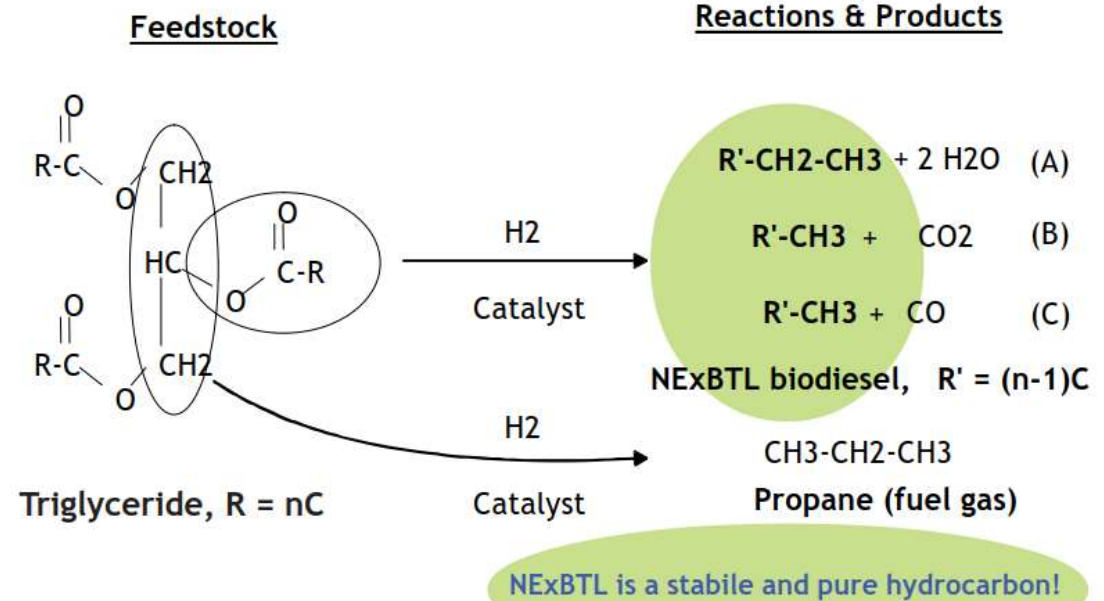 Feedstock
Reactions & Products
O
R-C
O
CH2
HC
O
C-R
O
O
R-C
O
CH2
H2
Catalyst
R'-CH2-CH3 + 2 H2O (A)
R'-CH3 + CO2 (B)
R'-CH3 + CO (C)
NExBTL biodiesel, R' = (n-1)C
H2
Catalyst
CH3-CH2-CH3
Propane (fuel gas)
Triglyceride, R = nC
NExBTL is a stabile and pure hydrocarbon!